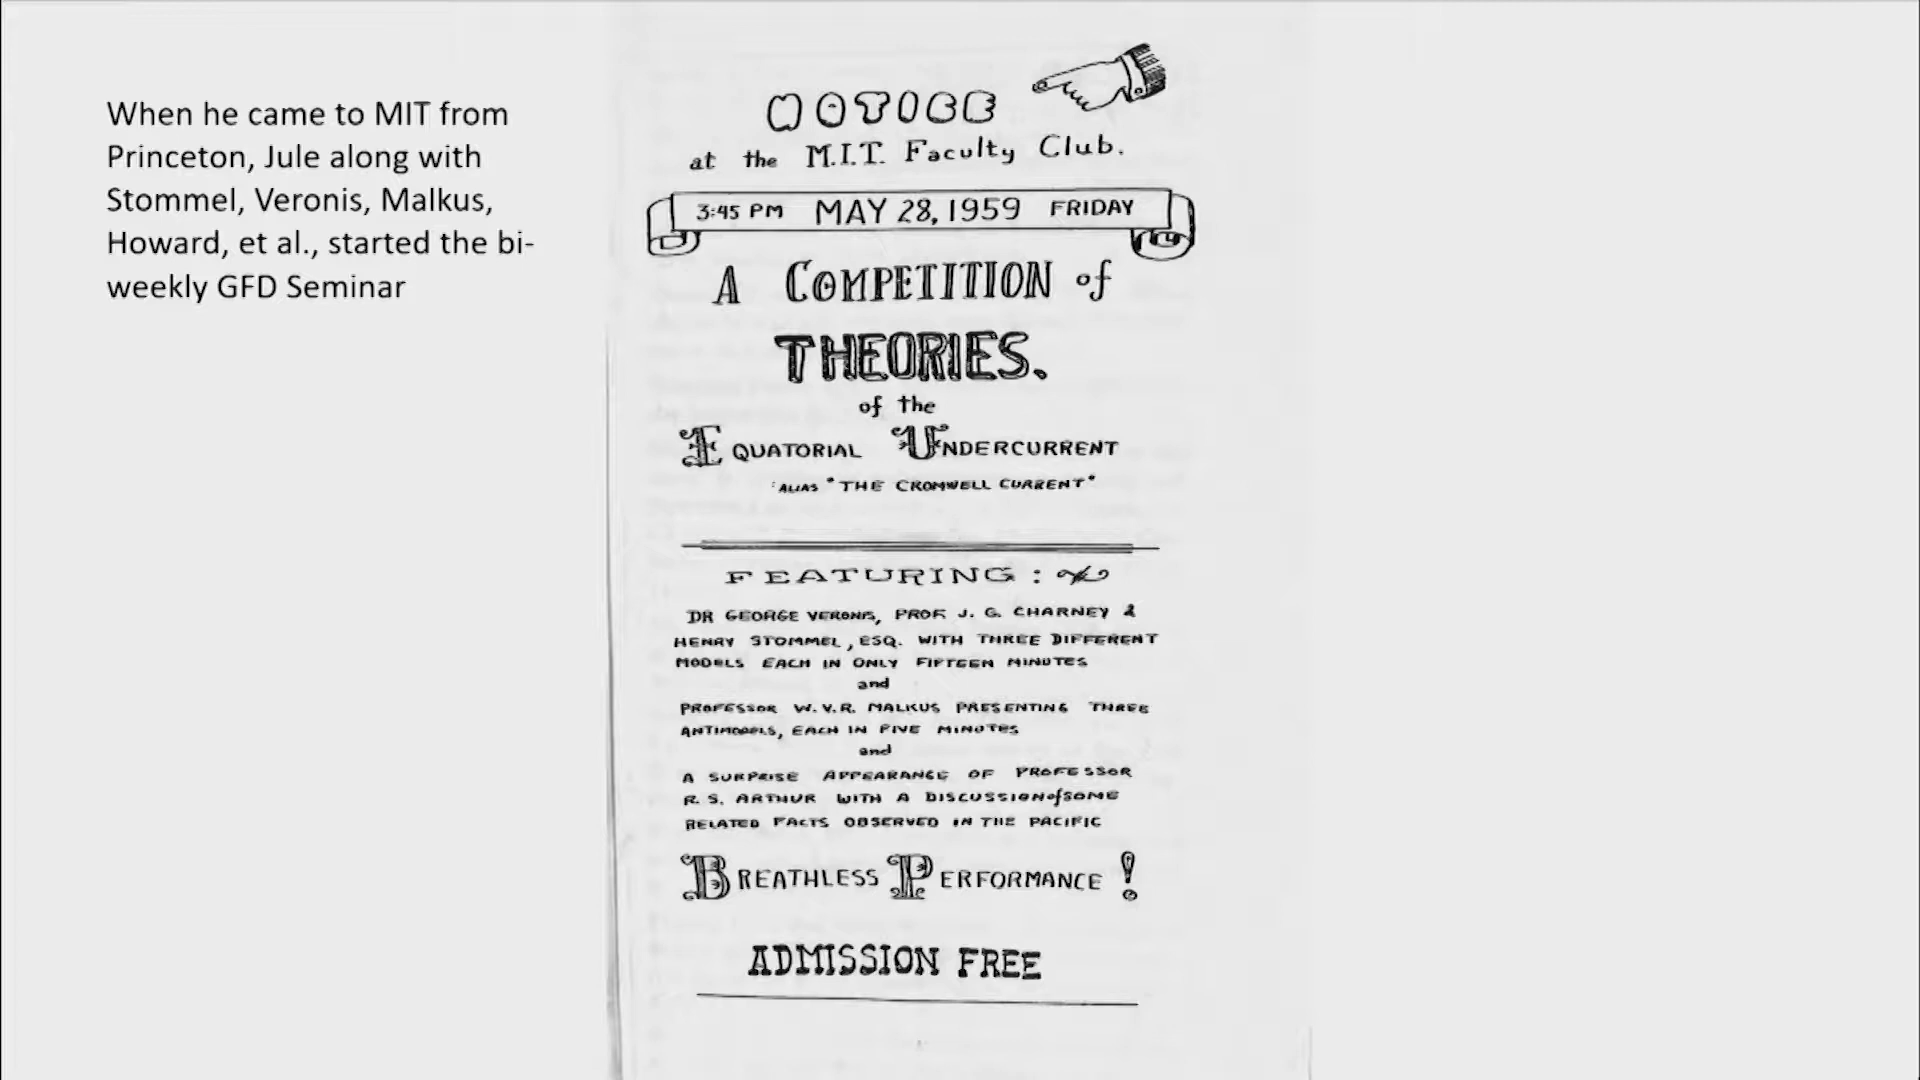 When he came to MIT from
Princeton, Jule along with
Stommel, Veronis, Malkus,
Howard, et al., started the bi-
weekly GFD Seminar
NOTICE
at the M.I.T. Faculty Club.
3:45 PM MAY 28, 1959 FRIDAY
A COMPETITION of
THEORIES.
of the
EQUATORIAL UNDERCURRENT
ALIAS "THE CROMWELL CURRENT"
FEATURING:
DR GEORGE VERONIS, PROF. J. G. CHARNEY &
HENRY STOMMEL, ESQ. WITH THREE DIFFERENT
MODELS EACH IN ONLY FIFTEEN MINUTES
and
PROFESSOR W.V.R. MALKUS PRESENTING THREE
ANTIMODELS, EACH IN FIVE MINUTES
and
A SURPRISE APPEARANCE OF PROFESSOR
R. S. ARTHUR WITH A DISCUSSION of SOME
RELATED FACTS OBSERVED IN THE PACIFIC
BREATHLESS PERFORMANCE!
ADMISSION FREE